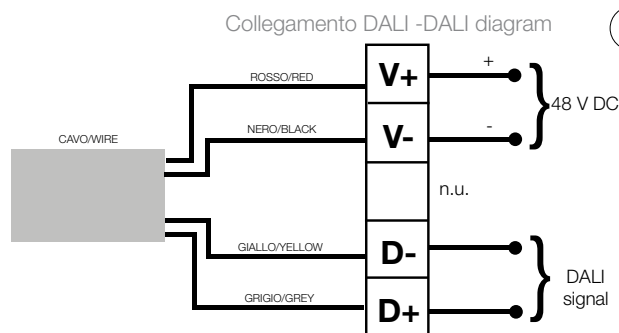 Collegamento DALI -DALI diagram
ROSSO/RED
V+
+
NERO/BLACK
V-
-
48 V DC
CAVO/WIRE
n.u.
GIALLO/YELLOW
D-
GRIGIO/GREY
D+
DALI
signal